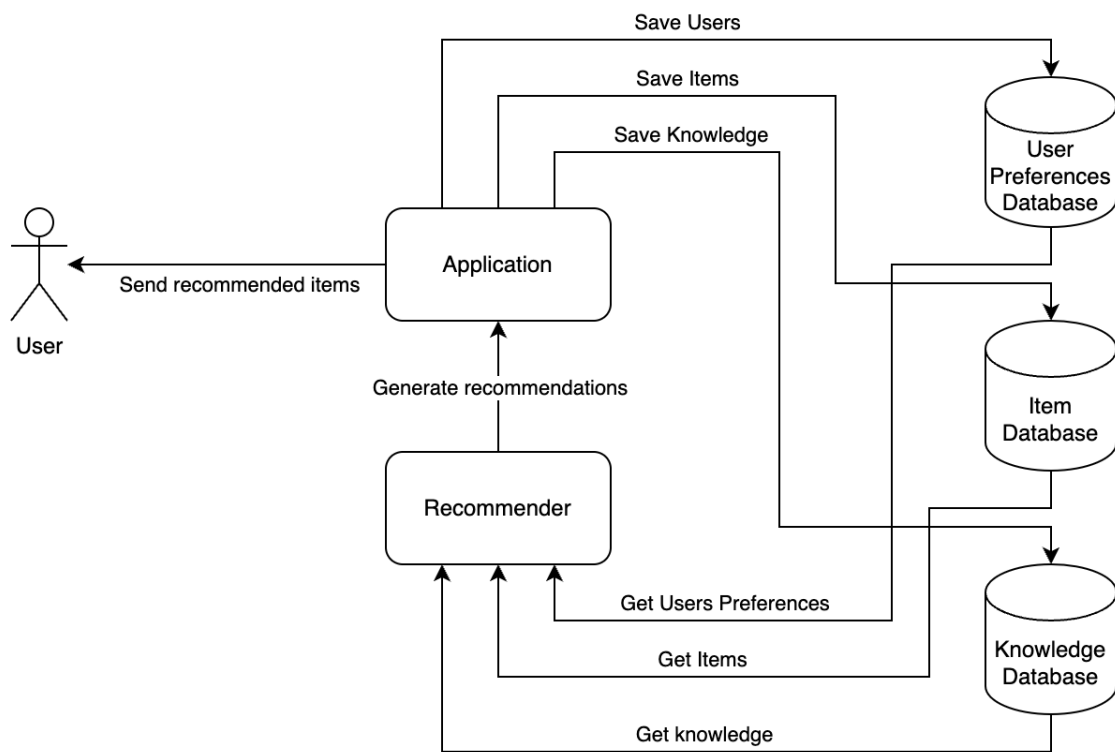 Save Users
Save Items
Save Knowledge
User
Preferences
Database
Application
Send recommended items
User
Generate recommendations
Item
Database
Recommender
Get Users Preferences
Get Items
Knowledge
Database
Get knowledge